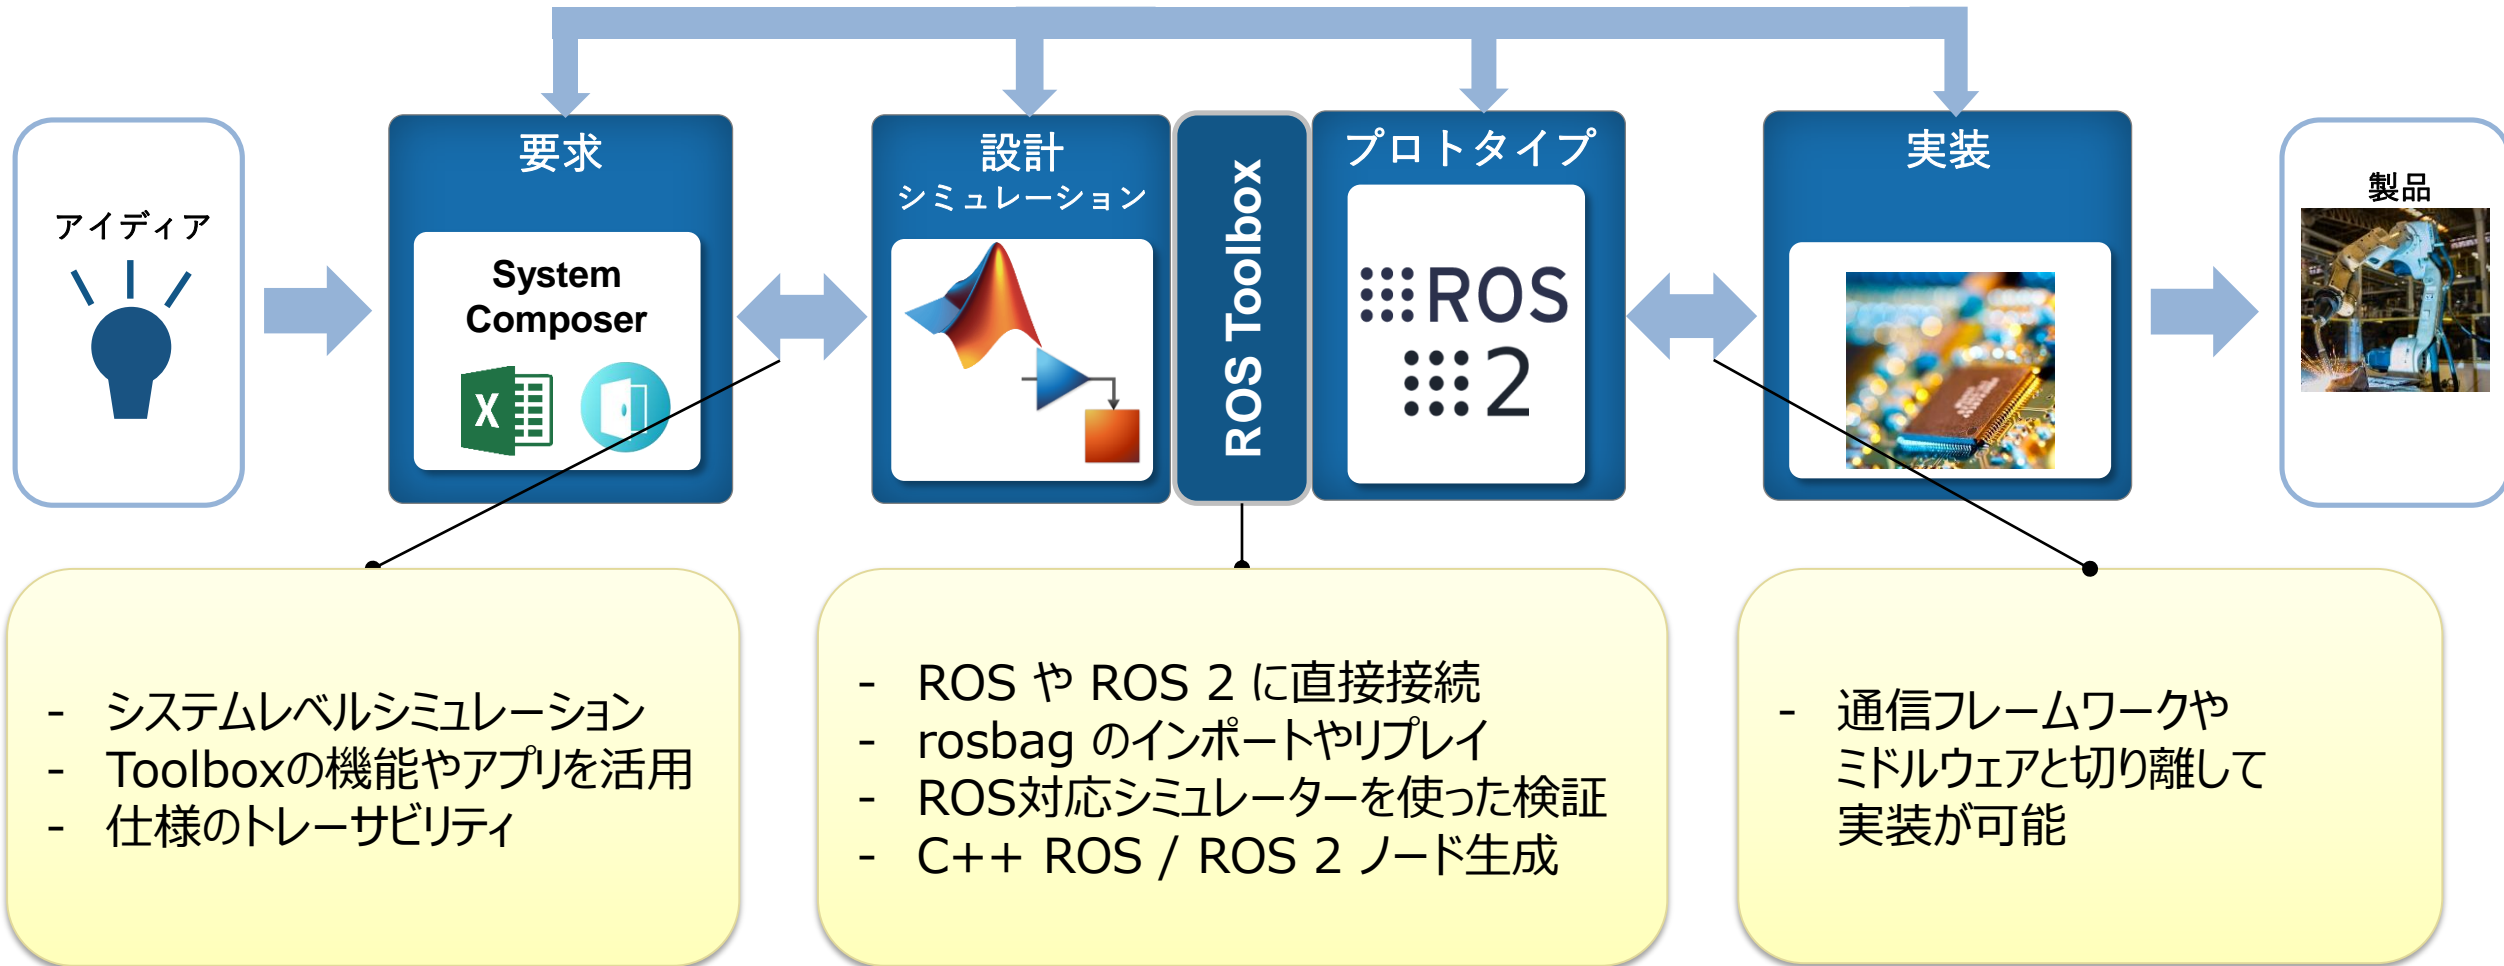 アイディア
要求
System
Composer
X
設計
シミュレーション
ROS Toolbox
プロトタイプ
ROS
2
実装
製品
- システムレベルシミュレーション
- Toolboxの機能やアプリを活用
- 仕様のトレーサビリティ
- ROS や ROS 2 に直接接続
- rosbag のインポートやリプレイ
- ROS対応シミュレーターを使った検証
- C++ ROS / ROS 2 ノード生成
- 通信フレームワークや
ミドルウェアと切り離して
実装が可能